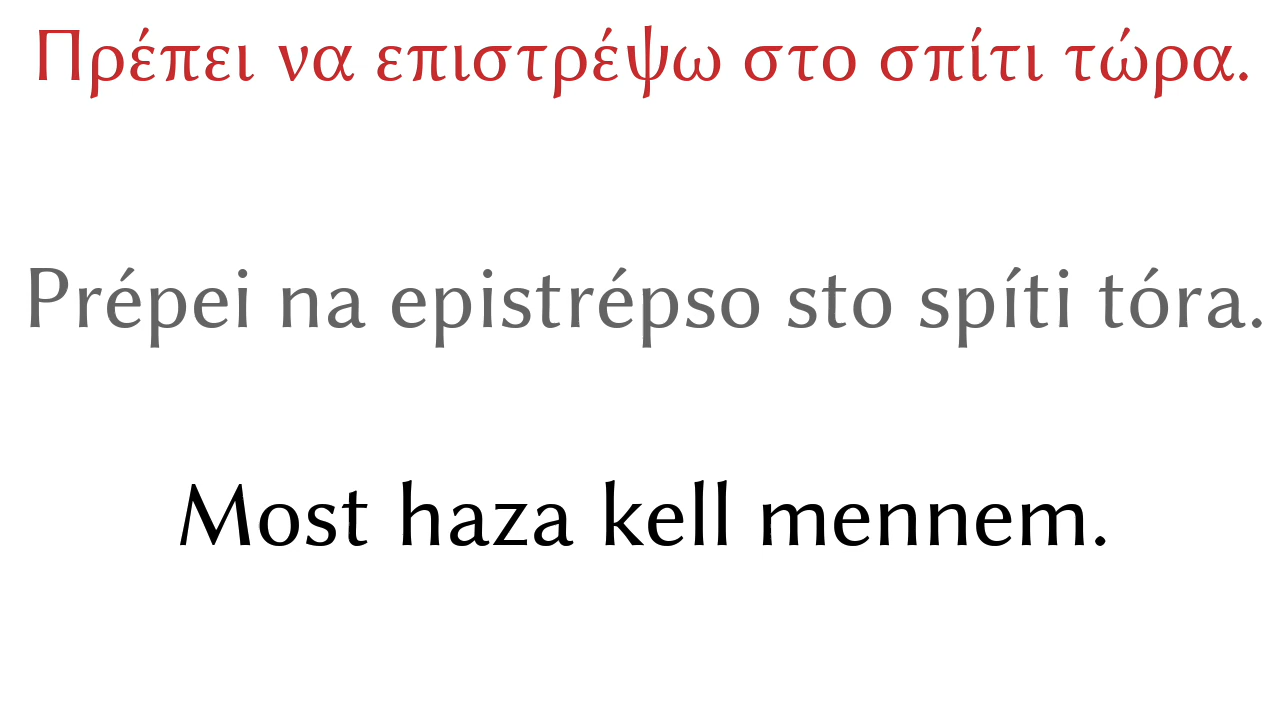 Πρέπει να επιστρέψω στο σπίτι τώρα.
Prépei na epistrépso sto spíti tóra.
Most haza kell mennem.